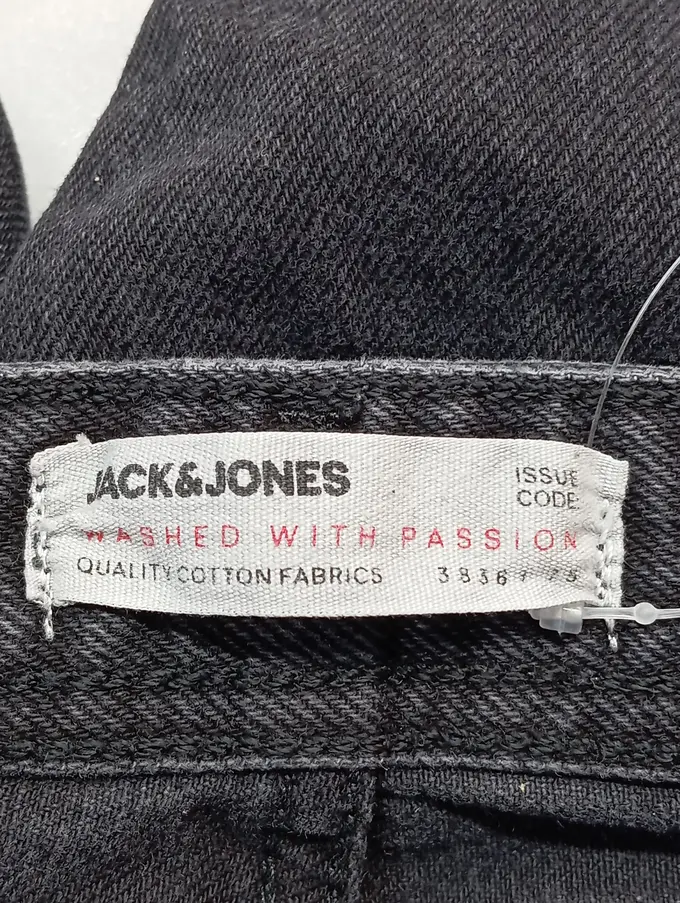 JACK&JONES
ISSUE
CODE:
WASHED WITH PASSION
QUALITY COTTON FABRICS